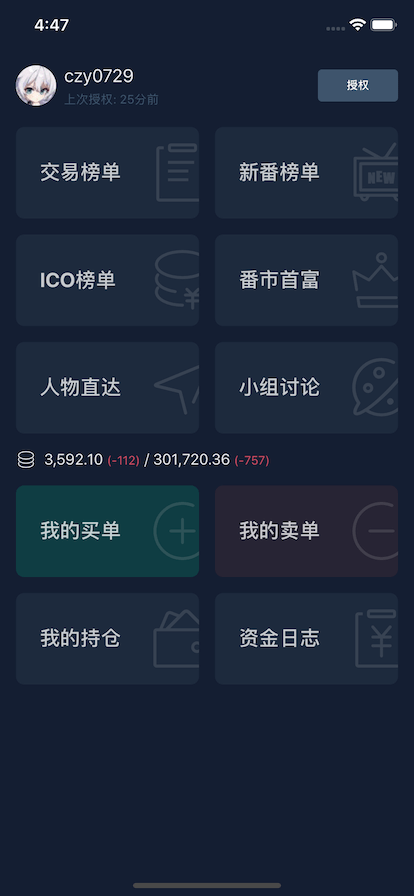 4:47
czy0729
上次授权: 25分前
授权
交易榜单
新番榜单
NEW
ICO榜单
番市首富
人物直达
小组讨论
3,592.10 (-112) / 301,720.36 (-757)
我的买单
我的卖单
我的持仓
资金日志